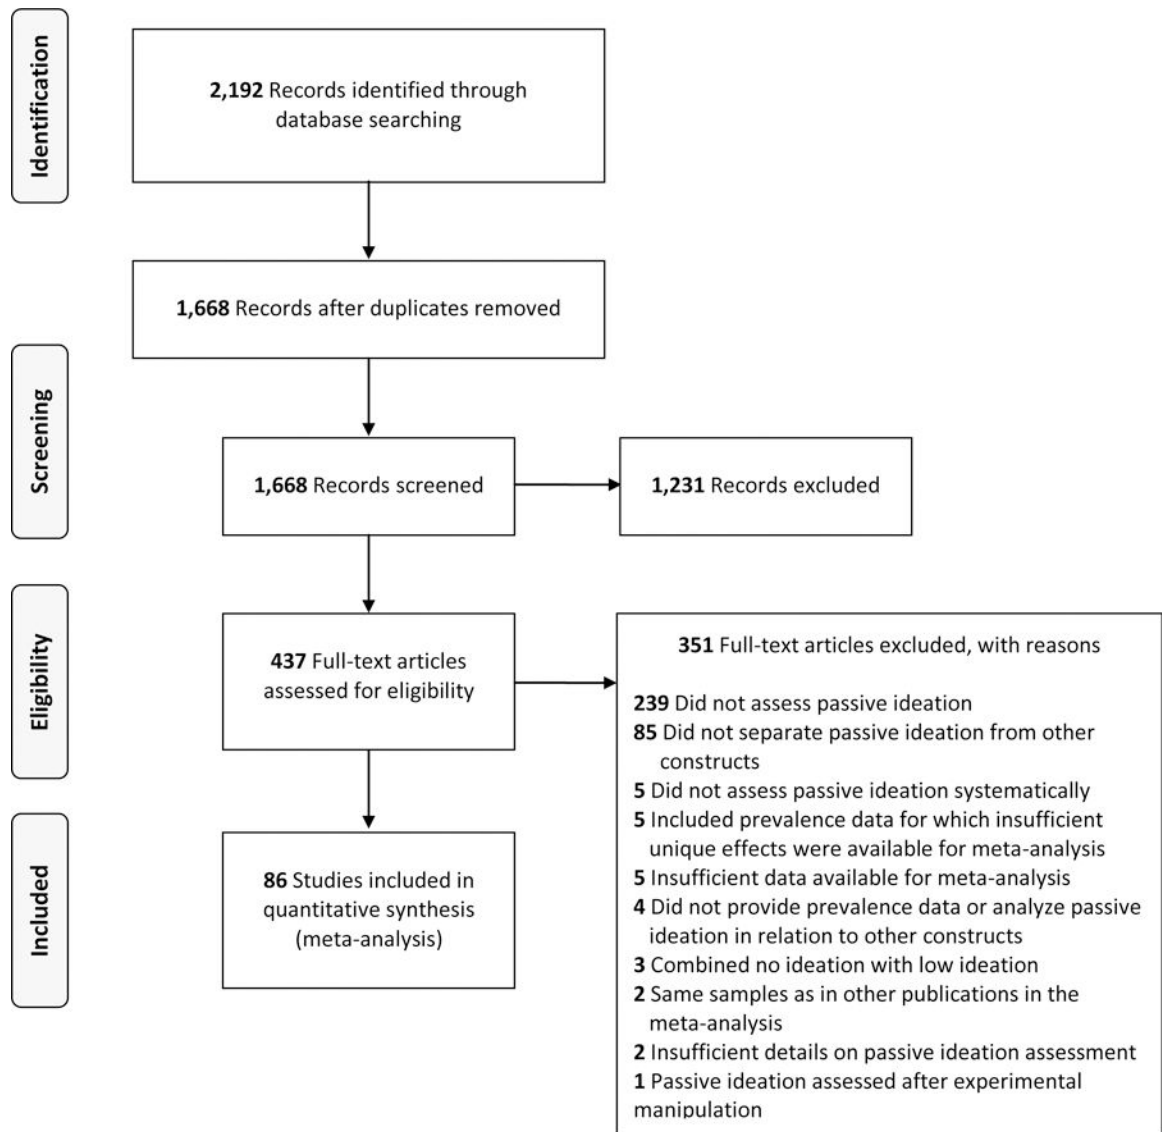 Identification
2,192 Records identified through
database searching
1,668 Records after duplicates removed
Screening
1,668 Records screened
1,231 Records excluded
Eligibility
437 Full-text articles
assessed for eligibility
351 Full-text articles excluded, with reasons
239 Did not assess passive ideation
85 Did not separate passive ideation from other
constructs
5 Did not assess passive ideation systematically
5 Included prevalence data for which insufficient
unique effects were available for meta-analysis
5 Insufficient data available for meta-analysis
4 Did not provide prevalence data or analyze passive
ideation in relation to other constructs
3 Combined no ideation with low ideation
2 Same samples as in other publications in the
meta-analysis
2 Insufficient details on passive ideation assessment
1 Passive ideation assessed after experimental
manipulation
Included
86 Studies included in
quantitative synthesis
(meta-analysis)